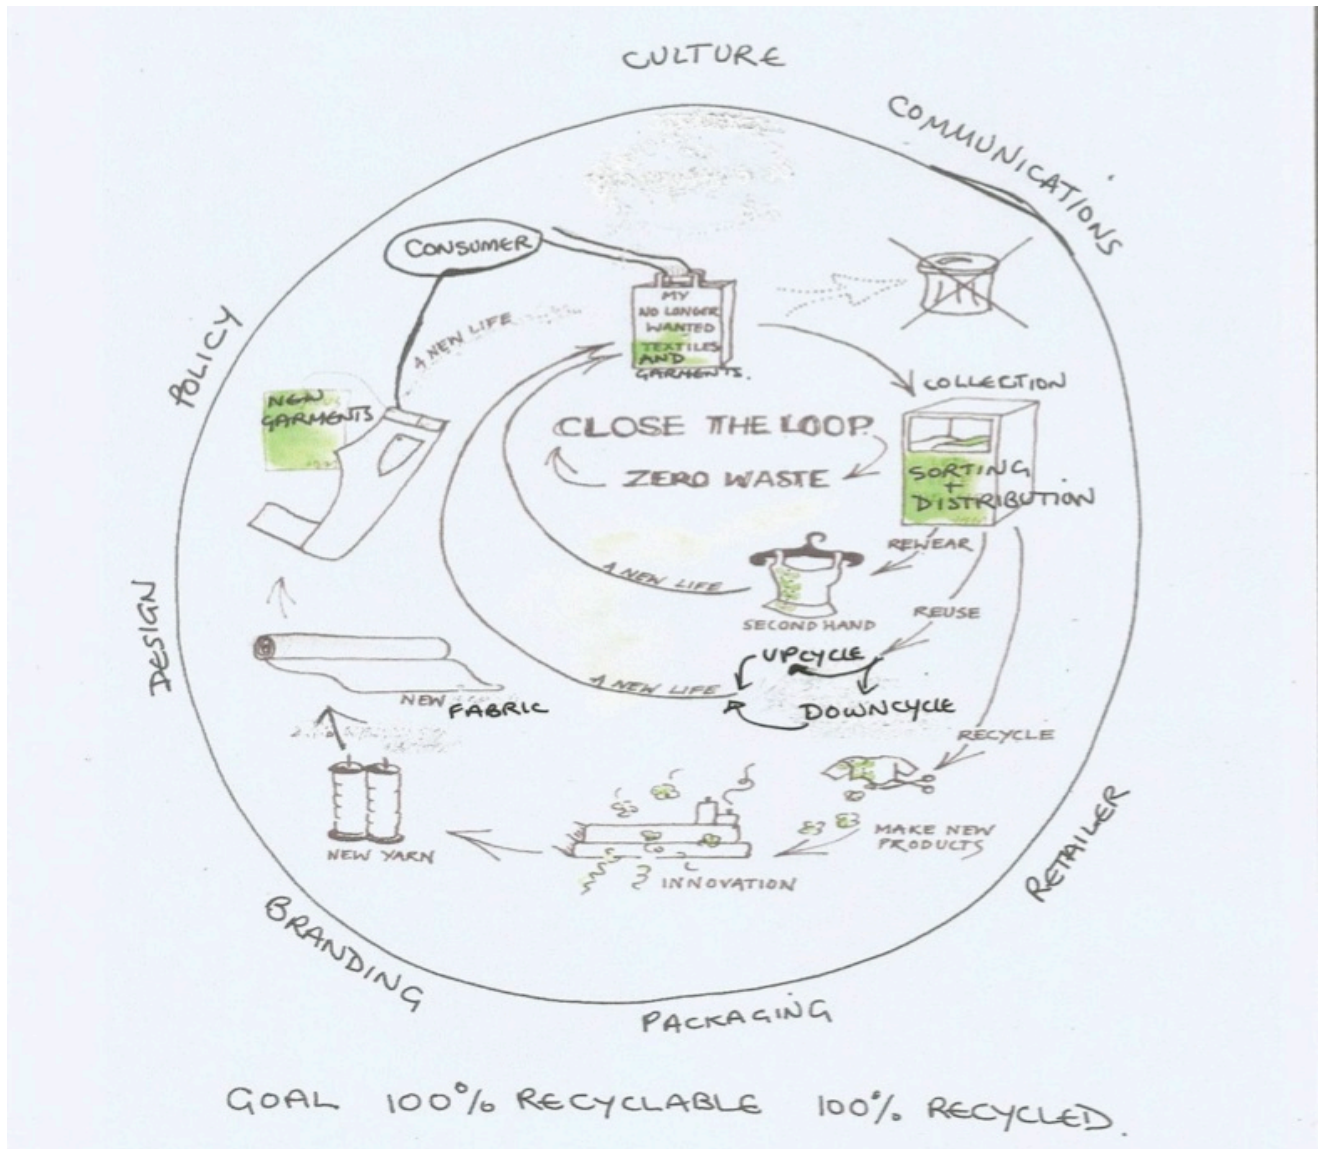 CULTURE
COMMUNICATIONS
CONSUMER
MY
NO LONGER
WANTED
TEXTILES
AND
GARMENTS.
A NEW LIFE
POLICY
NEW
GARMENTS
COLLECTION
CLOSE THE LOOP
ZERO WASTE
SORTING
+
DISTRIBUTION
REWEAR
A NEW LIFE
SECOND HAND
REUSE
DESIGN
UPCYCLE
A NEW LIFE
DOWNCYCLE
NEW FABRIC
RECYCLE
MAKE NEW
PRODUCTS
NEW YARN
INNOVATION
RETAILER
BRANDING
PACKAGING
GOAL 100% RECYCLABLE 100% RECYCLED.